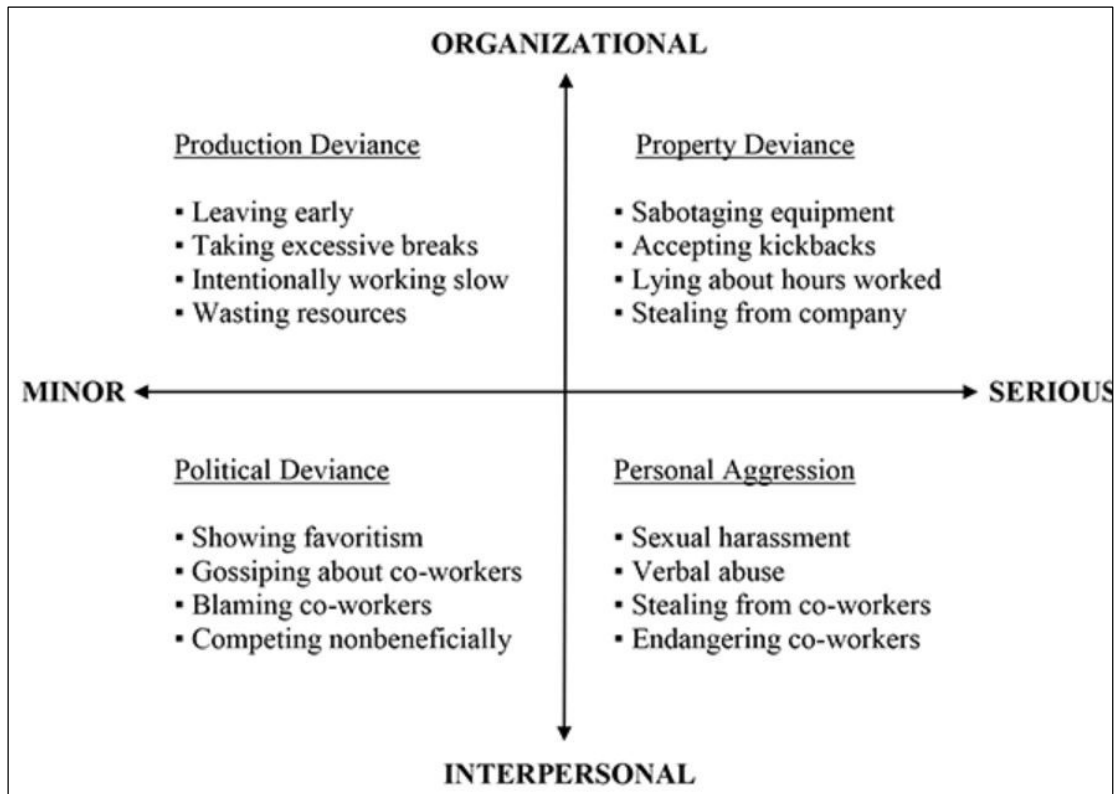 ORGANIZATIONAL
Production Deviance
▪ Leaving early
▪ Taking excessive breaks
▪ Intentionally working slow
▪ Wasting resources
Property Deviance
▪ Sabotaging equipment
▪ Accepting kickbacks
▪ Lying about hours worked
▪ Stealing from company
MINOR
SERIOUS
Political Deviance
▪ Showing favoritism
▪ Gossiping about co-workers
▪ Blaming co-workers
▪ Competing nonbeneficially
Personal Aggression
▪ Sexual harassment
▪ Verbal abuse
▪ Stealing from co-workers
▪ Endangering co-workers
INTERPERSONAL